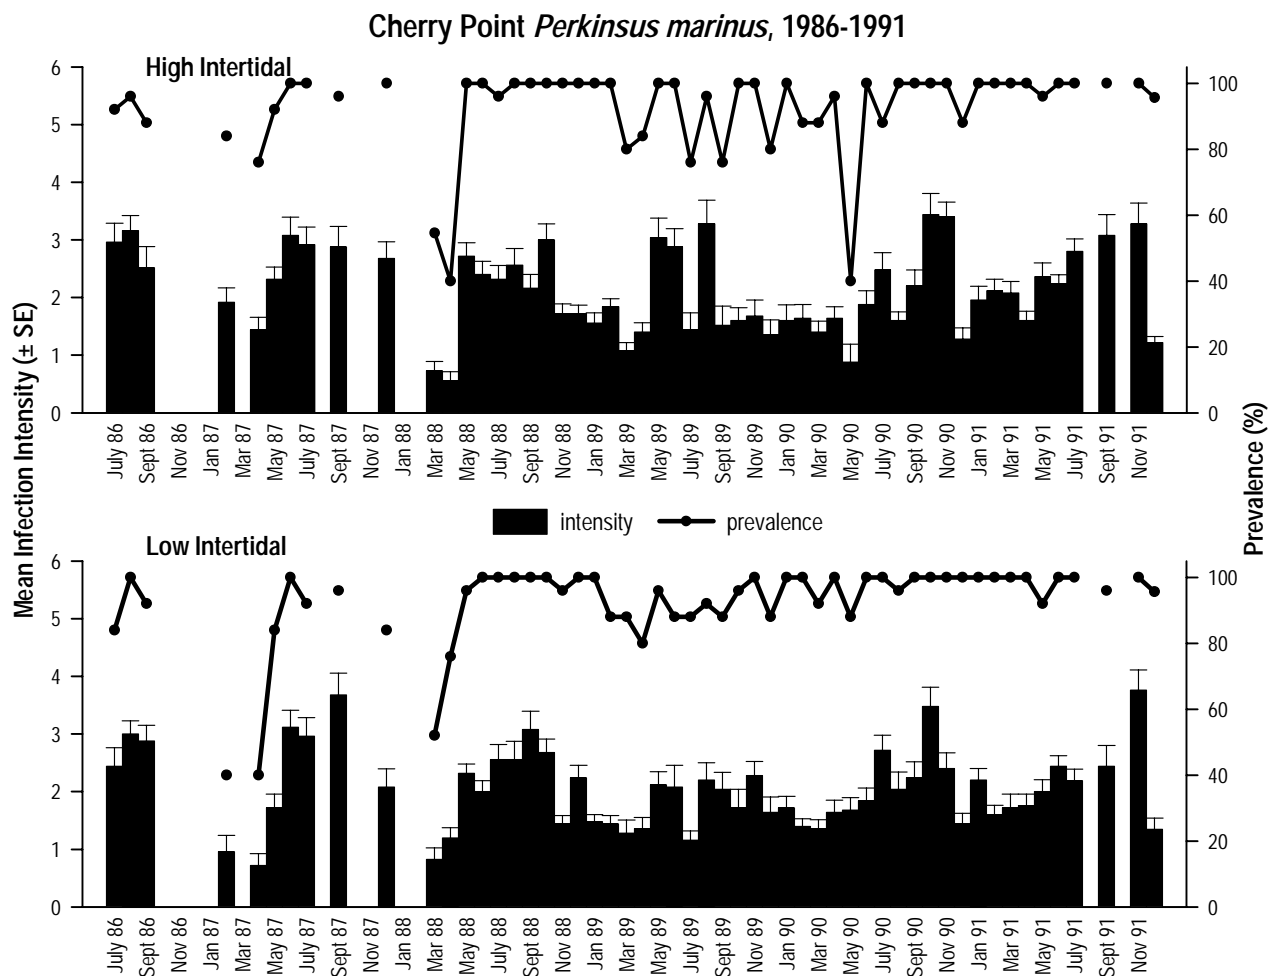 Cherry Point Perkinsus marinus, 1986-1991
High Intertidal
6
5
4
3
2
1
0
100
80
60
40
20
0
July 86
Sept 86
Nov 86
Jan 87
Mar 87
May 87
July 87
Sept 87
Nov 87
Jan 88
Mar 88
May 88
July 88
Sept 88
Nov 88
Jan 89
Mar 89
May 89
July 89
Sept 89
Nov 89
Jan 90
Mar 90
May 90
July 90
Sept 90
Nov 90
Jan 91
Mar 91
May 91
July 91
Sept 91
Nov 91
Mean Infection Intensity (± SE)
Prevalence (%)
intensity
prevalence
Low Intertidal
6
5
4
3
2
1
0
100
80
60
40
20
0
July 86
Sept 86
Nov 86
Jan 87
Mar 87
May 87
July 87
Sept 87
Nov 87
Jan 88
Mar 88
May 88
July 88
Sept 88
Nov 88
Jan 89
Mar 89
May 89
July 89
Sept 89
Nov 89
Jan 90
Mar 90
May 90
July 90
Sept 90
Nov 90
Jan 91
Mar 91
May 91
July 91
Sept 91
Nov 91